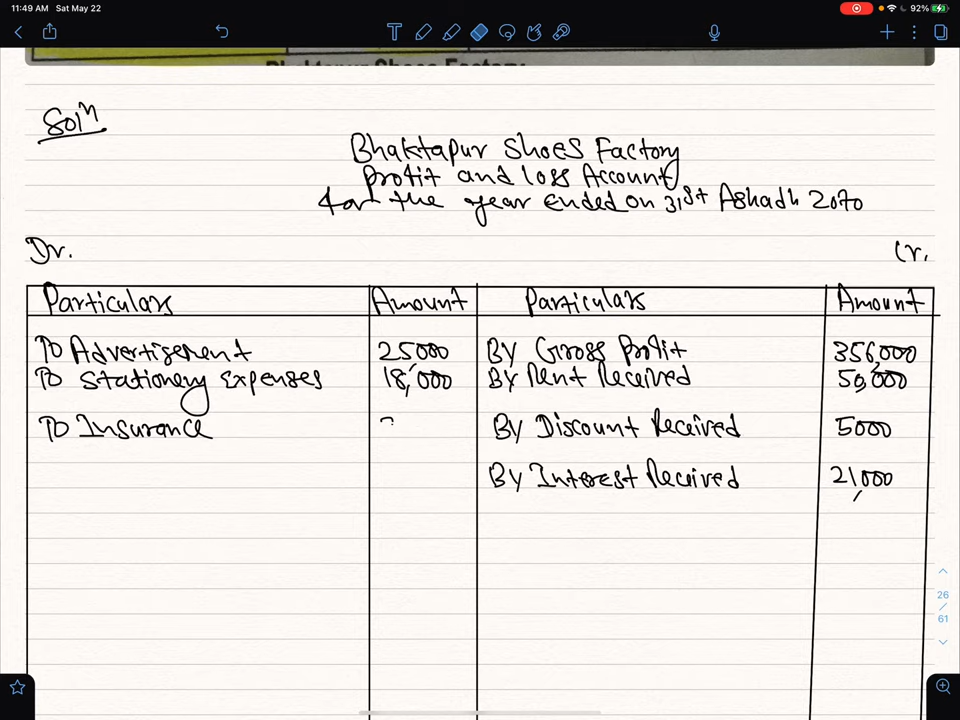 11:49 AM Sat May 22
92%
Solⁿ
Bhaktapur Shoes Factory
Profit and loss Account
for the year Ended on 31st Ashadh 2070
Dr. Cr.
Particulars Amount Particulars Amount
To Advertisement 25000 By Gross Profit 356,000
To Stationery Expenses 18,000 By Rent Received 50,000
To Insurance By Discount Received 5000
By Interest Received 21,000
26
/
61